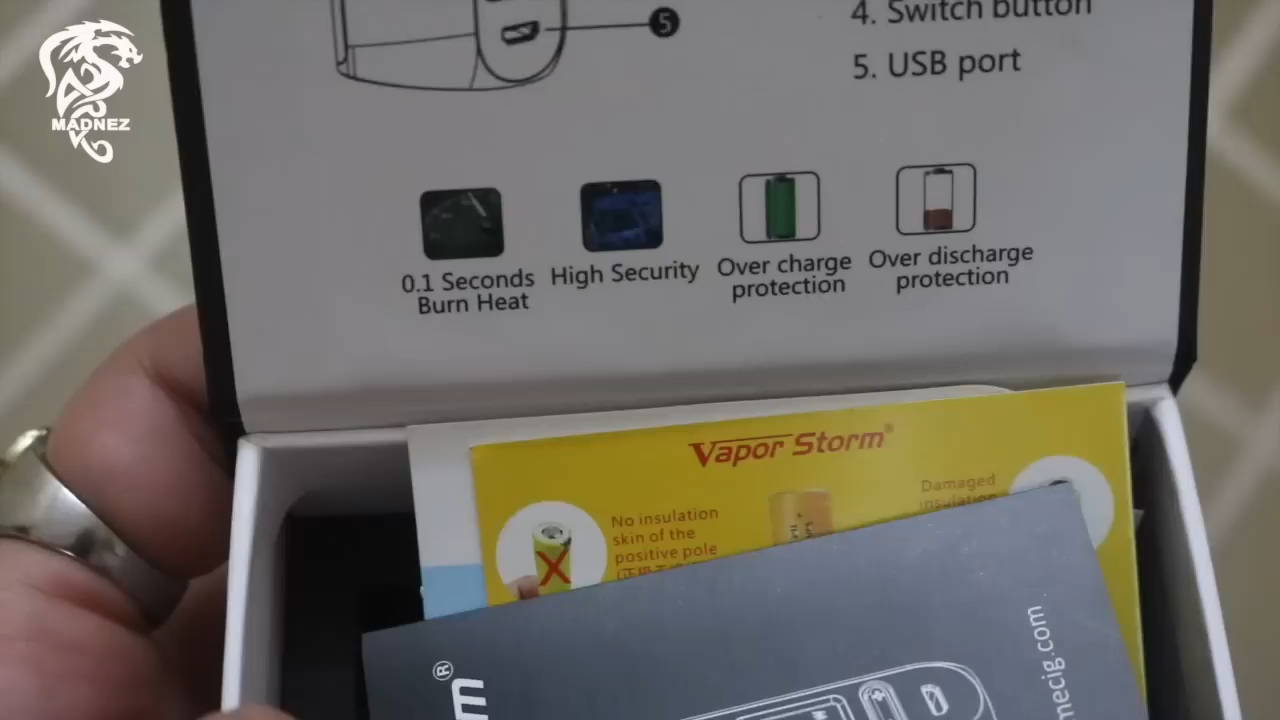 MADNEZ
5
4. Switch button
5. USB port
0.1 Seconds
Burn Heat
High Security
Over charge
protection
Over discharge
protection
Vapor Storm®
No insulation
skin of the
positive pole
Damaged
insulation
m®
mecig.com